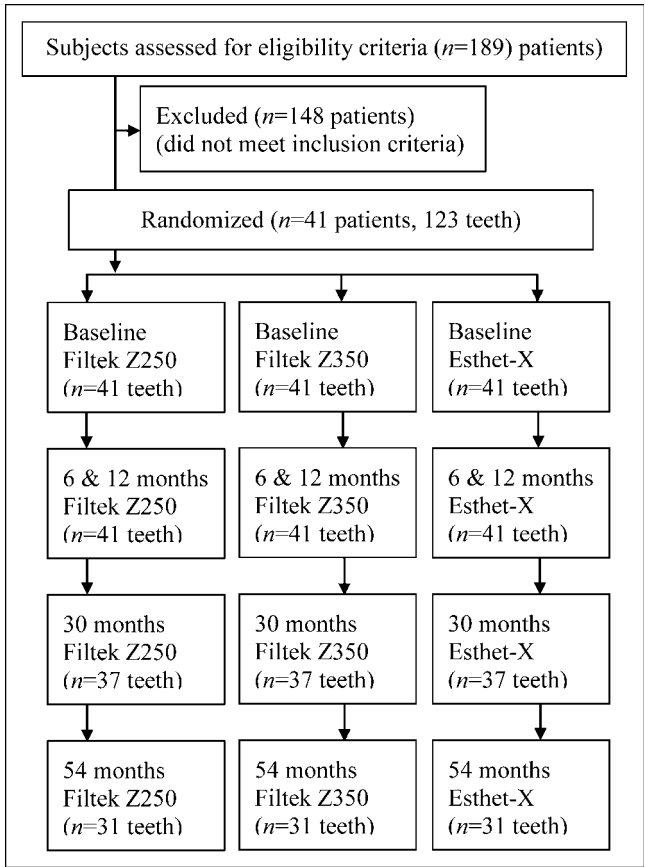 Subjects assessed for eligibility criteria (n=189) patients)
Excluded (n=148 patients)
(did not meet inclusion criteria)
Randomized (n=41 patients, 123 teeth)
Baseline
Filtek Z250
(n=41 teeth)
Baseline
Filtek Z350
(n=41 teeth)
Baseline
Esthet-X
(n=41 teeth)
6 & 12 months
Filtek Z250
(n=41 teeth)
6 & 12 months
Filtek Z350
(n=41 teeth)
6 & 12 months
Esthet-X
(n=41 teeth)
30 months
Filtek Z250
(n=37 teeth)
30 months
Filtek Z350
(n=37 teeth)
30 months
Esthet-X
(n=37 teeth)
54 months
Filtek Z250
(n=31 teeth)
54 months
Filtek Z350
(n=31 teeth)
54 months
Esthet-X
(n=31 teeth)